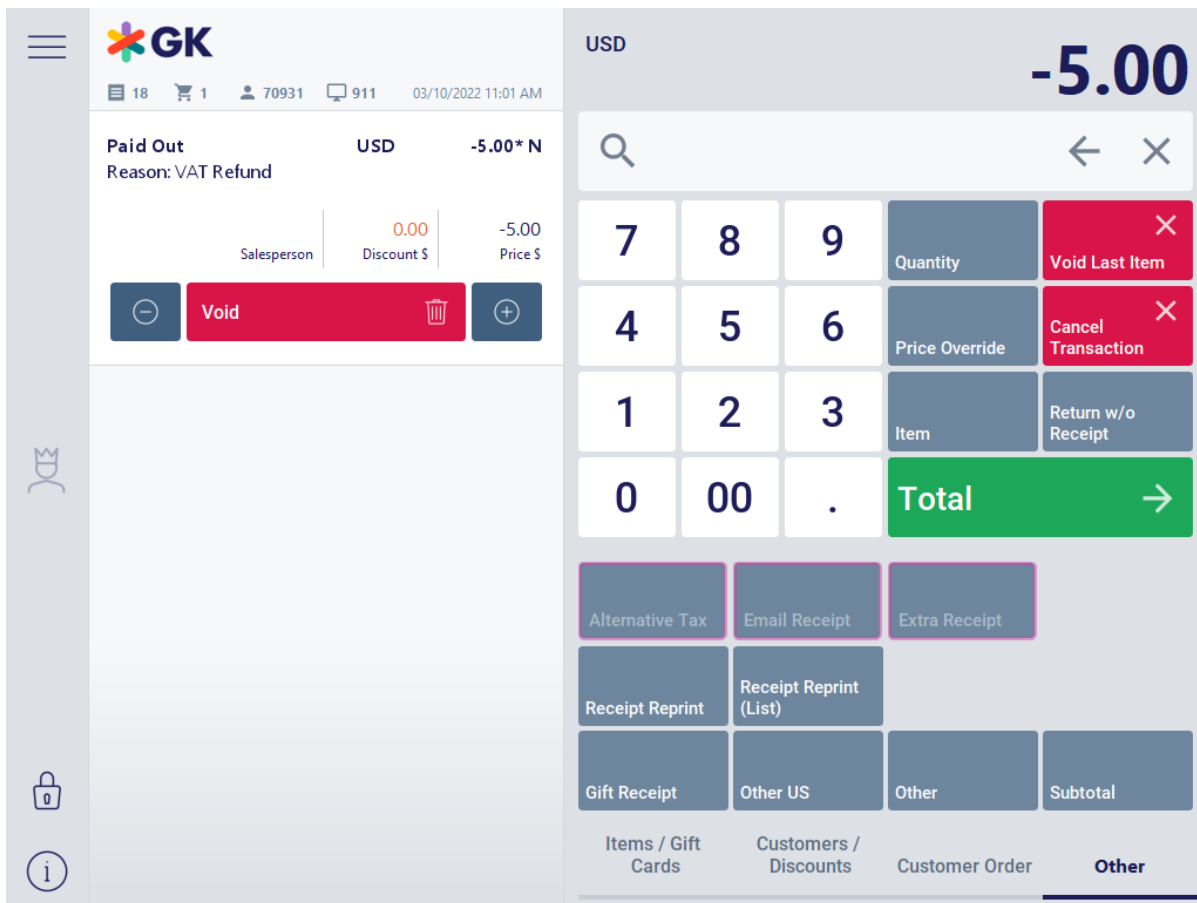 GK
18 1 70931 911 03/10/2022 11:01 AM
Paid Out USD -5.00* N
Reason: VAT Refund
0.00 -5.00
Salesperson Discount $ Price $
Void
USD
-5.00
7 8 9 Quantity Void Last Item
4 5 6 Price Override Cancel
Transaction
1 2 3 Item Return w/o
Receipt
0 00 . Total
Alternative Tax Email Receipt Extra Receipt
Receipt Reprint Receipt Reprint
(List)
Gift Receipt Other US Other Subtotal
Items / Gift
Cards
Customers /
Discounts
Customer Order
Other